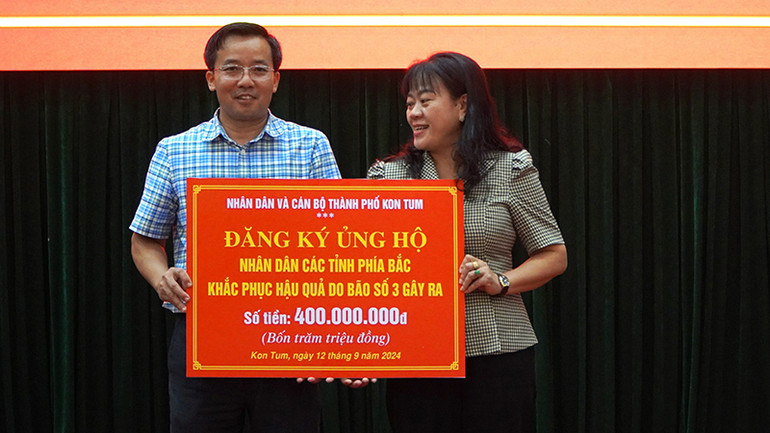 NHÂN DÂN VÀ CÁN BỘ THÀNH PHỐ KON TUM
***
ĐĂNG KÝ ỦNG HỘ
NHÂN DÂN CÁC TỈNH PHÍA BẮC
KHẮC PHỤC HẬU QUẢ DO BÃO SỐ 3 GÂY RA
Số tiền: 400.000.000đ
(Bốn trăm triệu đồng)
Kon Tum, ngày 12 tháng 9 năm 2024